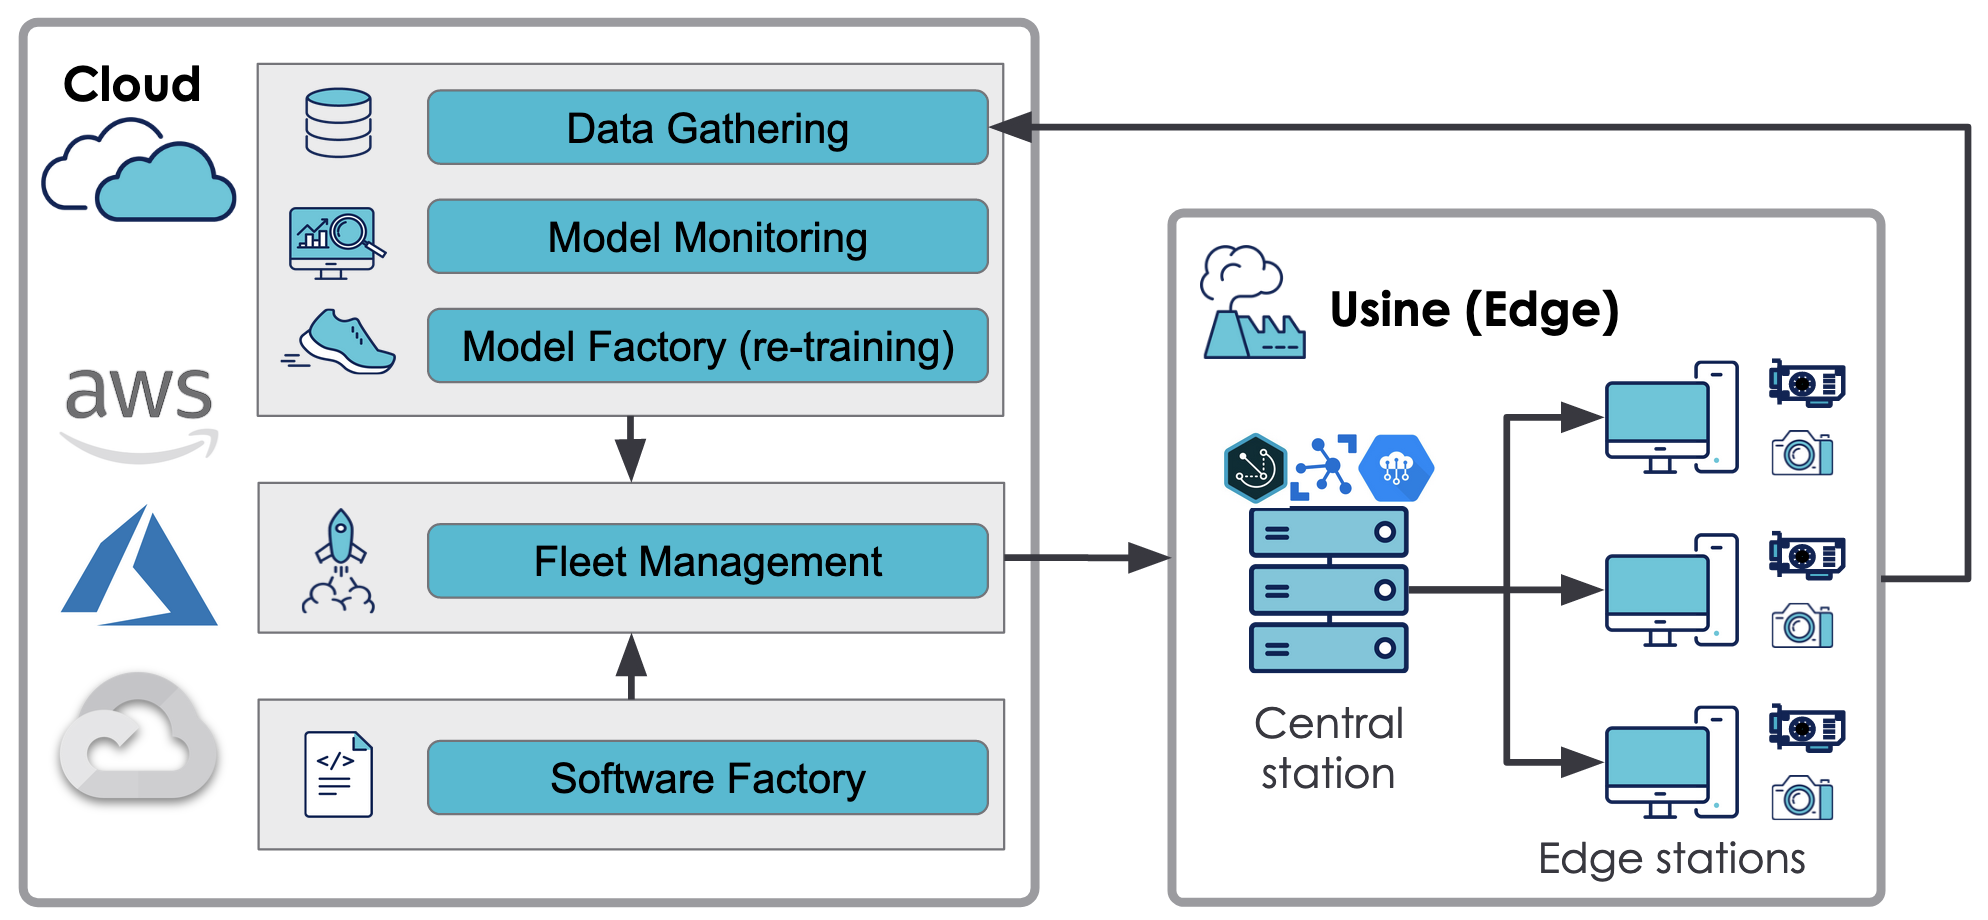 Cloud
Data Gathering
Model Monitoring
Model Factory (re-training)
aws
Fleet Management
</>
Software Factory
Usine (Edge)
Central
station
Edge stations